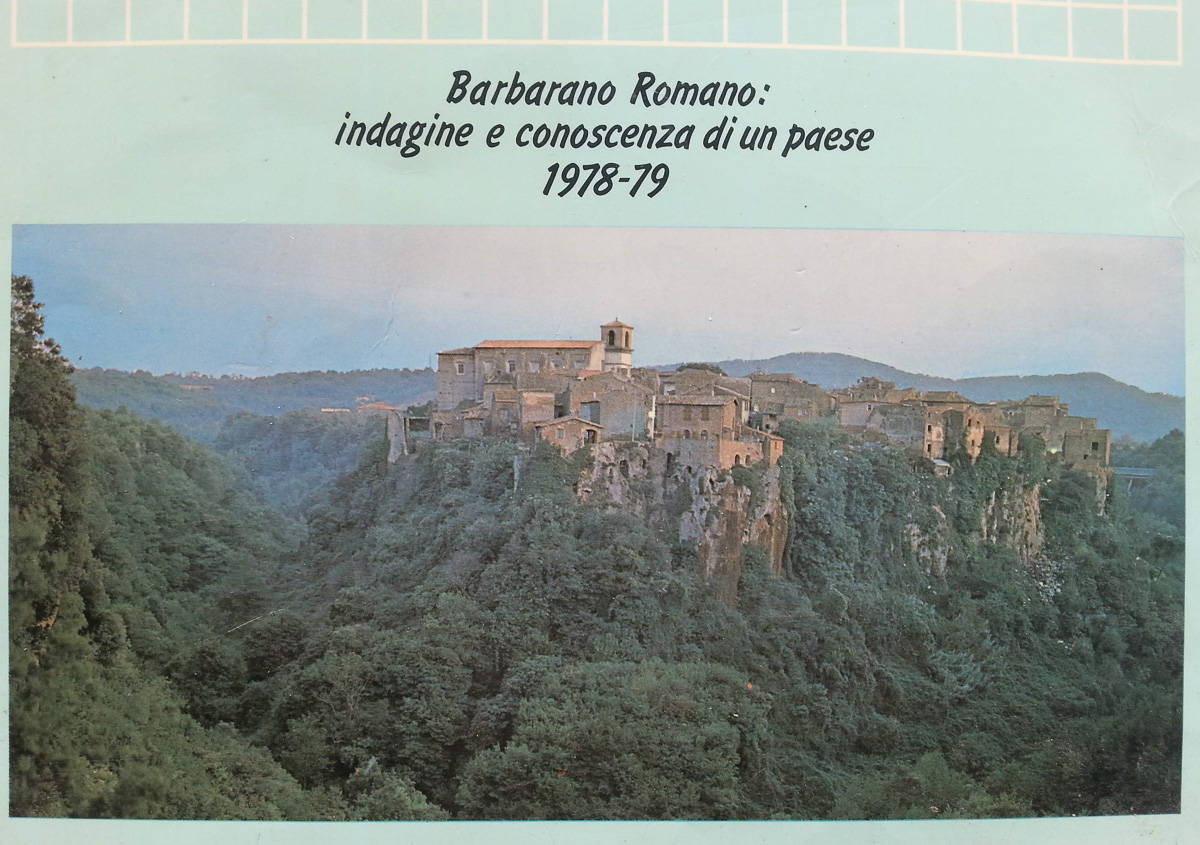 Barbarano Romano:
indagine e conoscenza di un paese
1978-79